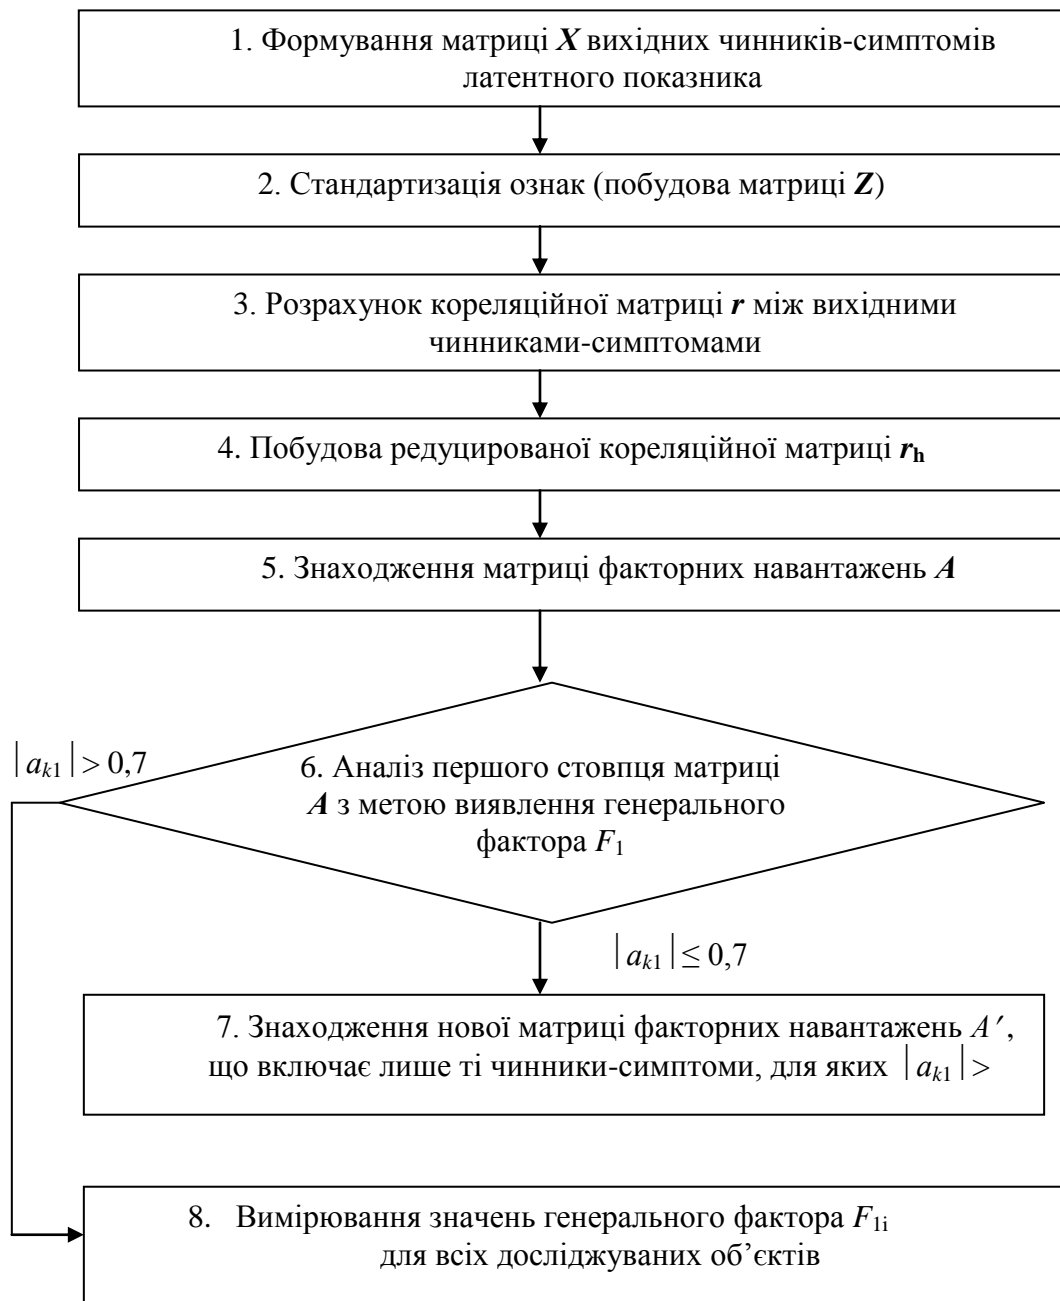 1. Формування матриці X вихідних чинників-симптомів
латентного показника
2. Стандартизація ознак (побудова матриці Z)
3. Розрахунок кореляційної матриці r між вихідними
чинниками-симптомами
4. Побудова редуцированої кореляційної матриці rh
5. Знаходження матриці факторних навантажень A
|ak1| > 0,7
6. Аналіз першого стовпця матриці
A з метою виявлення генерального
фактора F1
|ak1| ≤ 0,7
7. Знаходження нової матриці факторних навантажень A′,
що включає лише ті чинники-симптоми, для яких |ak1| >
8. Вимірювання значень генерального фактора F1i
для всіх досліджуваних об’єктів